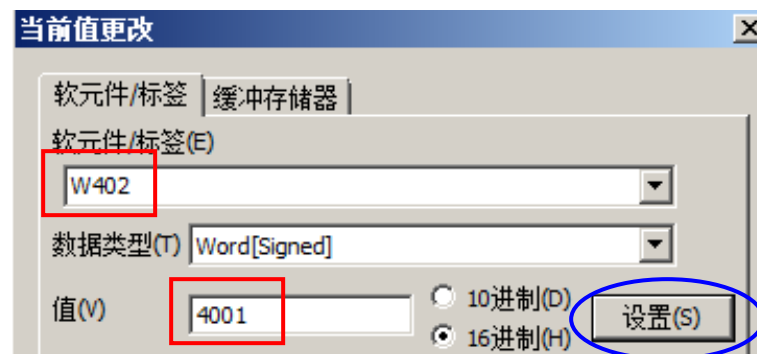 当前值更改
软元件/标签 缓冲存储器
软元件/标签(E)
W402
数据类型(T) Word[Signed]
值(V) 4001 10进制(D) 设置(S)
16进制(H)